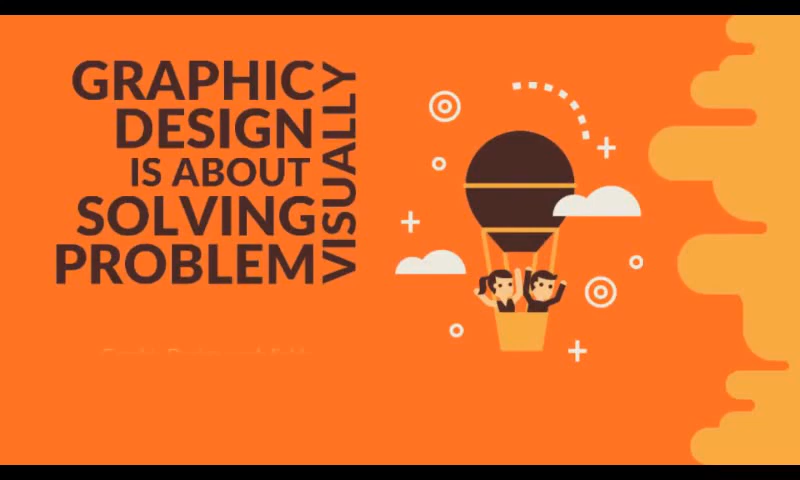 GRAPHIC
DESIGN
IS ABOUT
SOLVING
PROBLEM
VISUALLY